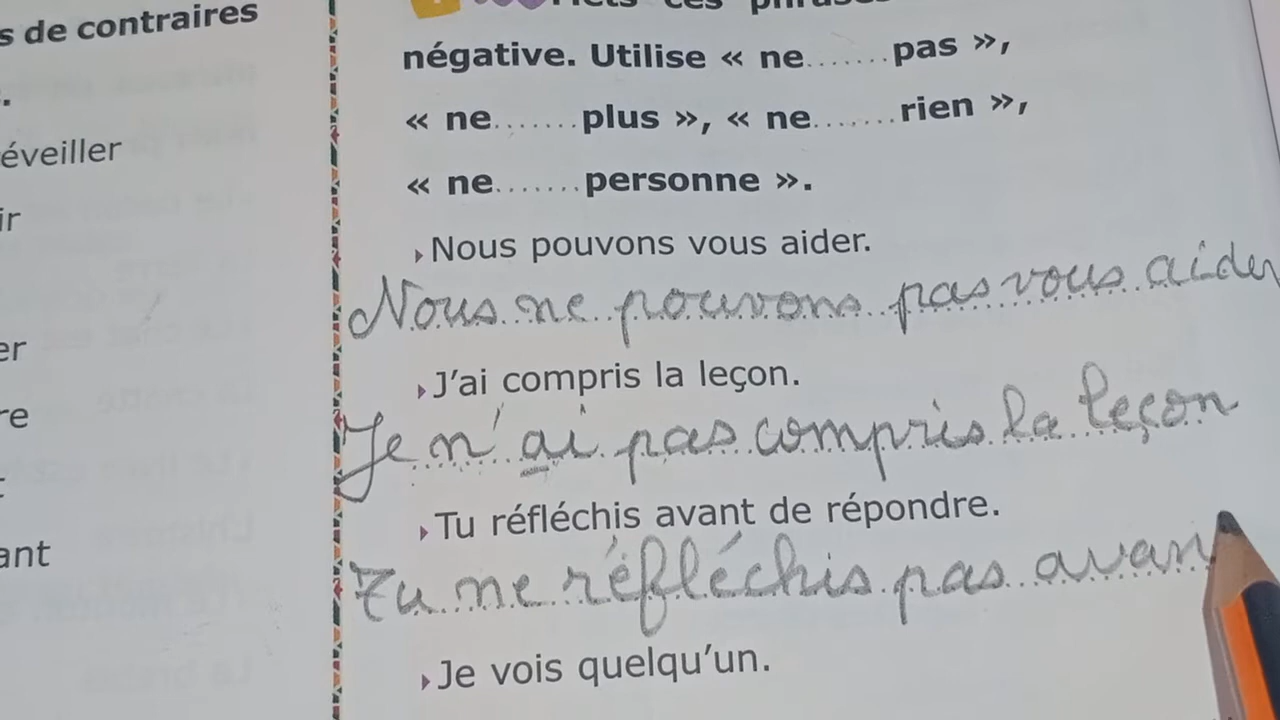 s de contraires
.
éveiller
ir
er
re
t
ant
ces phrases
négative. Utilise « ne.......pas »,
« ne.......plus », « ne.......rien »,
« ne.......personne ».
Nous pouvons vous aider.
Nous ne pouvons pas vous aider
J’ai compris la leçon.
Je n'ai pas compris la leçon
Tu réfléchis avant de répondre.
Tu ne réfléchis pas avan
Je vois quelqu’un.